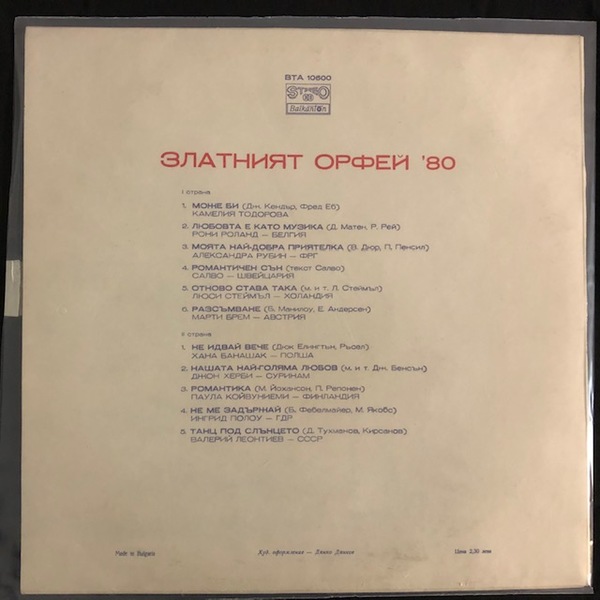 ВТА 10600
STEREO
Balkanton
ЗЛАТНИЯТ ОРФЕЙ '80
I страна
1. МОЖЕ БИ (Дж. Кендър, Фред Еб)
КАМЕЛИЯ ТОДОРОВА
2. ЛЮБОВТА Е КАТО МУЗИКА (Д. Матен, Р. Рей)
РОНИ РОЛАНД – БЕЛГИЯ
3. МОЯТА НАЙ-ДОБРА ПРИЯТЕЛКА (В. Дюр, П. Пенсил)
АЛЕКСАНДРА РУБИН – ФРГ
4. РОМАНТИЧЕН СЪН (текст Салво)
САЛВО – ШВЕЙЦАРИЯ
5. ОТНОВО СТАВА ТАКА (м. и т. Л. Стеймъл)
ЛЮСИ СТЕЙМЪЛ – ХОЛАНДИЯ
6. РАЗСЪМВАНЕ (Б. Манилоу, Е. Андерсен)
МАРТИ БРЕМ – АВСТРИЯ
II страна
1. НЕ ИДВАЙ ВЕЧЕ (Дюк Елингтън, Ръсел)
ХАНА БАНАШАК – ПОЛША
2. НАШАТА НАЙ-ГОЛЯМА ЛЮБОВ (м. и т. Дж. Бенсън)
ДЖОН ХЕРБИ – СУРИНАМ
3. РОМАНТИКА (М. Йохансон, П. Репонен)
ПАУЛА КОЙВУНИЕМИ – ФИНЛАНДИЯ
4. НЕ МЕ ЗАДЪРЖАЙ (Б. Фебелмайер, М. Якобс)
ИНГРИД ПОЛОУ – ГДР
5. ТАНЦ ПОД СЛЪНЦЕТО (Д. Тухманов, Кирсанов)
ВАЛЕРИЙ ЛЕОНТИЕВ – СССР
Made in Bulgaria Худ. оформление – Цена 2,30 лева